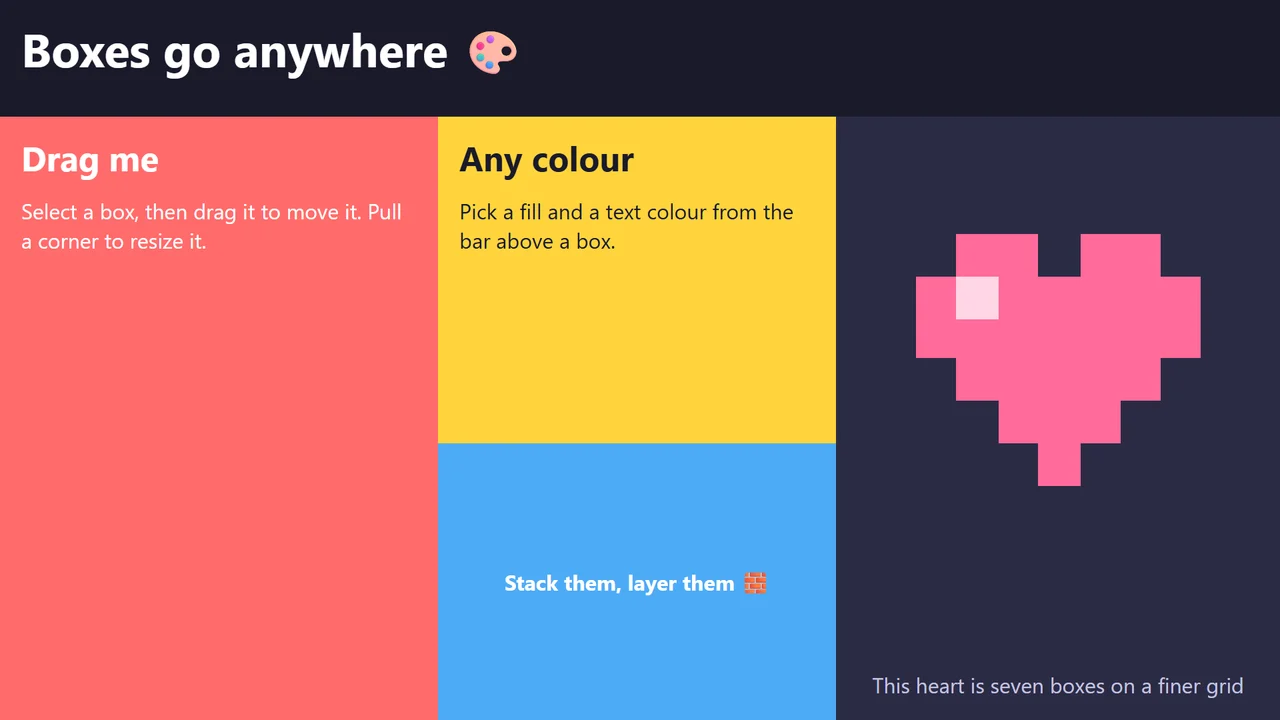 Boxes go anywhere 🎨
Drag me
Select a box, then drag it to move it. Pull
a corner to resize it.
Any colour
Pick a fill and a text colour from the
bar above a box.
Stack them, layer them 🧱
This heart is seven boxes on a finer grid